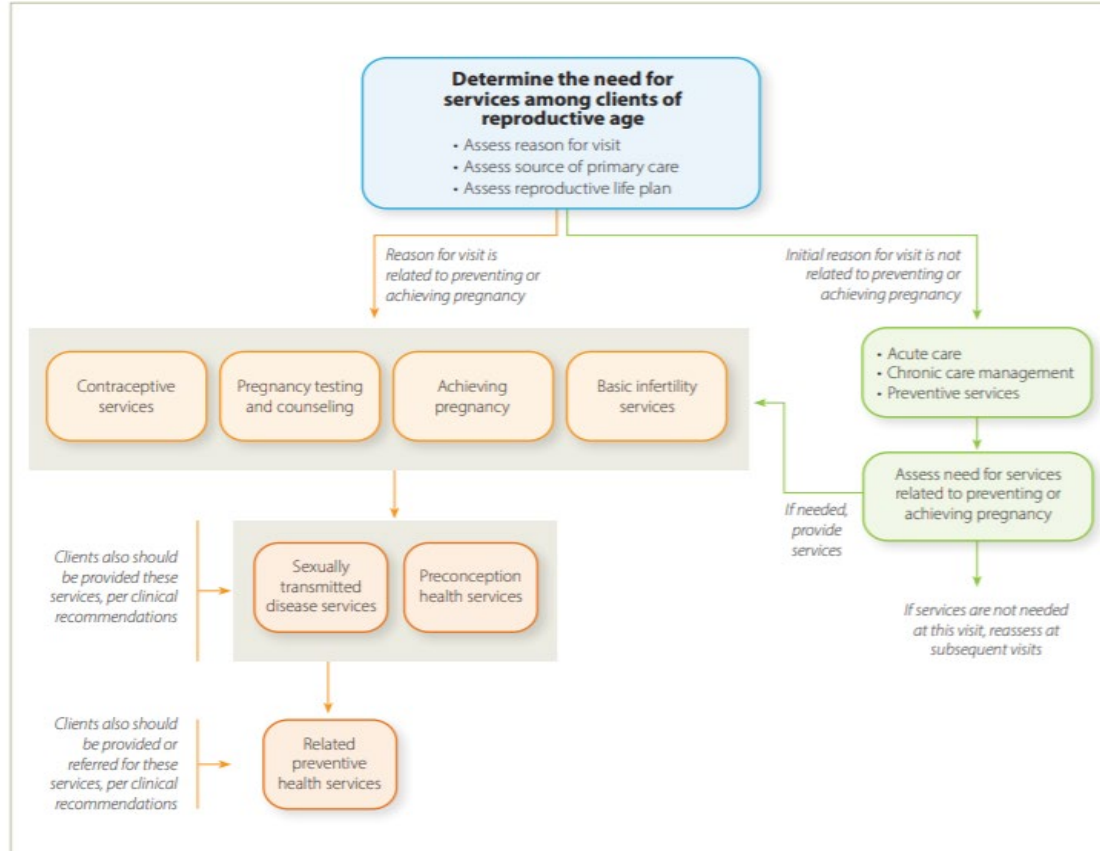 Determine the need for
services among clients of
reproductive age
• Assess reason for visit
• Assess source of primary care
• Assess reproductive life plan
Reason for visit is
related to preventing or
achieving pregnancy
Initial reason for visit is not
related to preventing or
achieving pregnancy
Contraceptive
services
Pregnancy testing
and counseling
Achieving
pregnancy
Basic infertility
services
• Acute care
• Chronic care management
• Preventive services
Assess need for services
related to preventing or
achieving pregnancy
If needed,
provide
services
Clients also should
be provided these
services, per clinical
recommendations
Sexually
transmitted
disease services
Preconception
health services
If services are not needed
at this visit, reassess at
subsequent visits
Clients also should
be provided or
referred for these
services, per clinical
recommendations
Related
preventive
health services